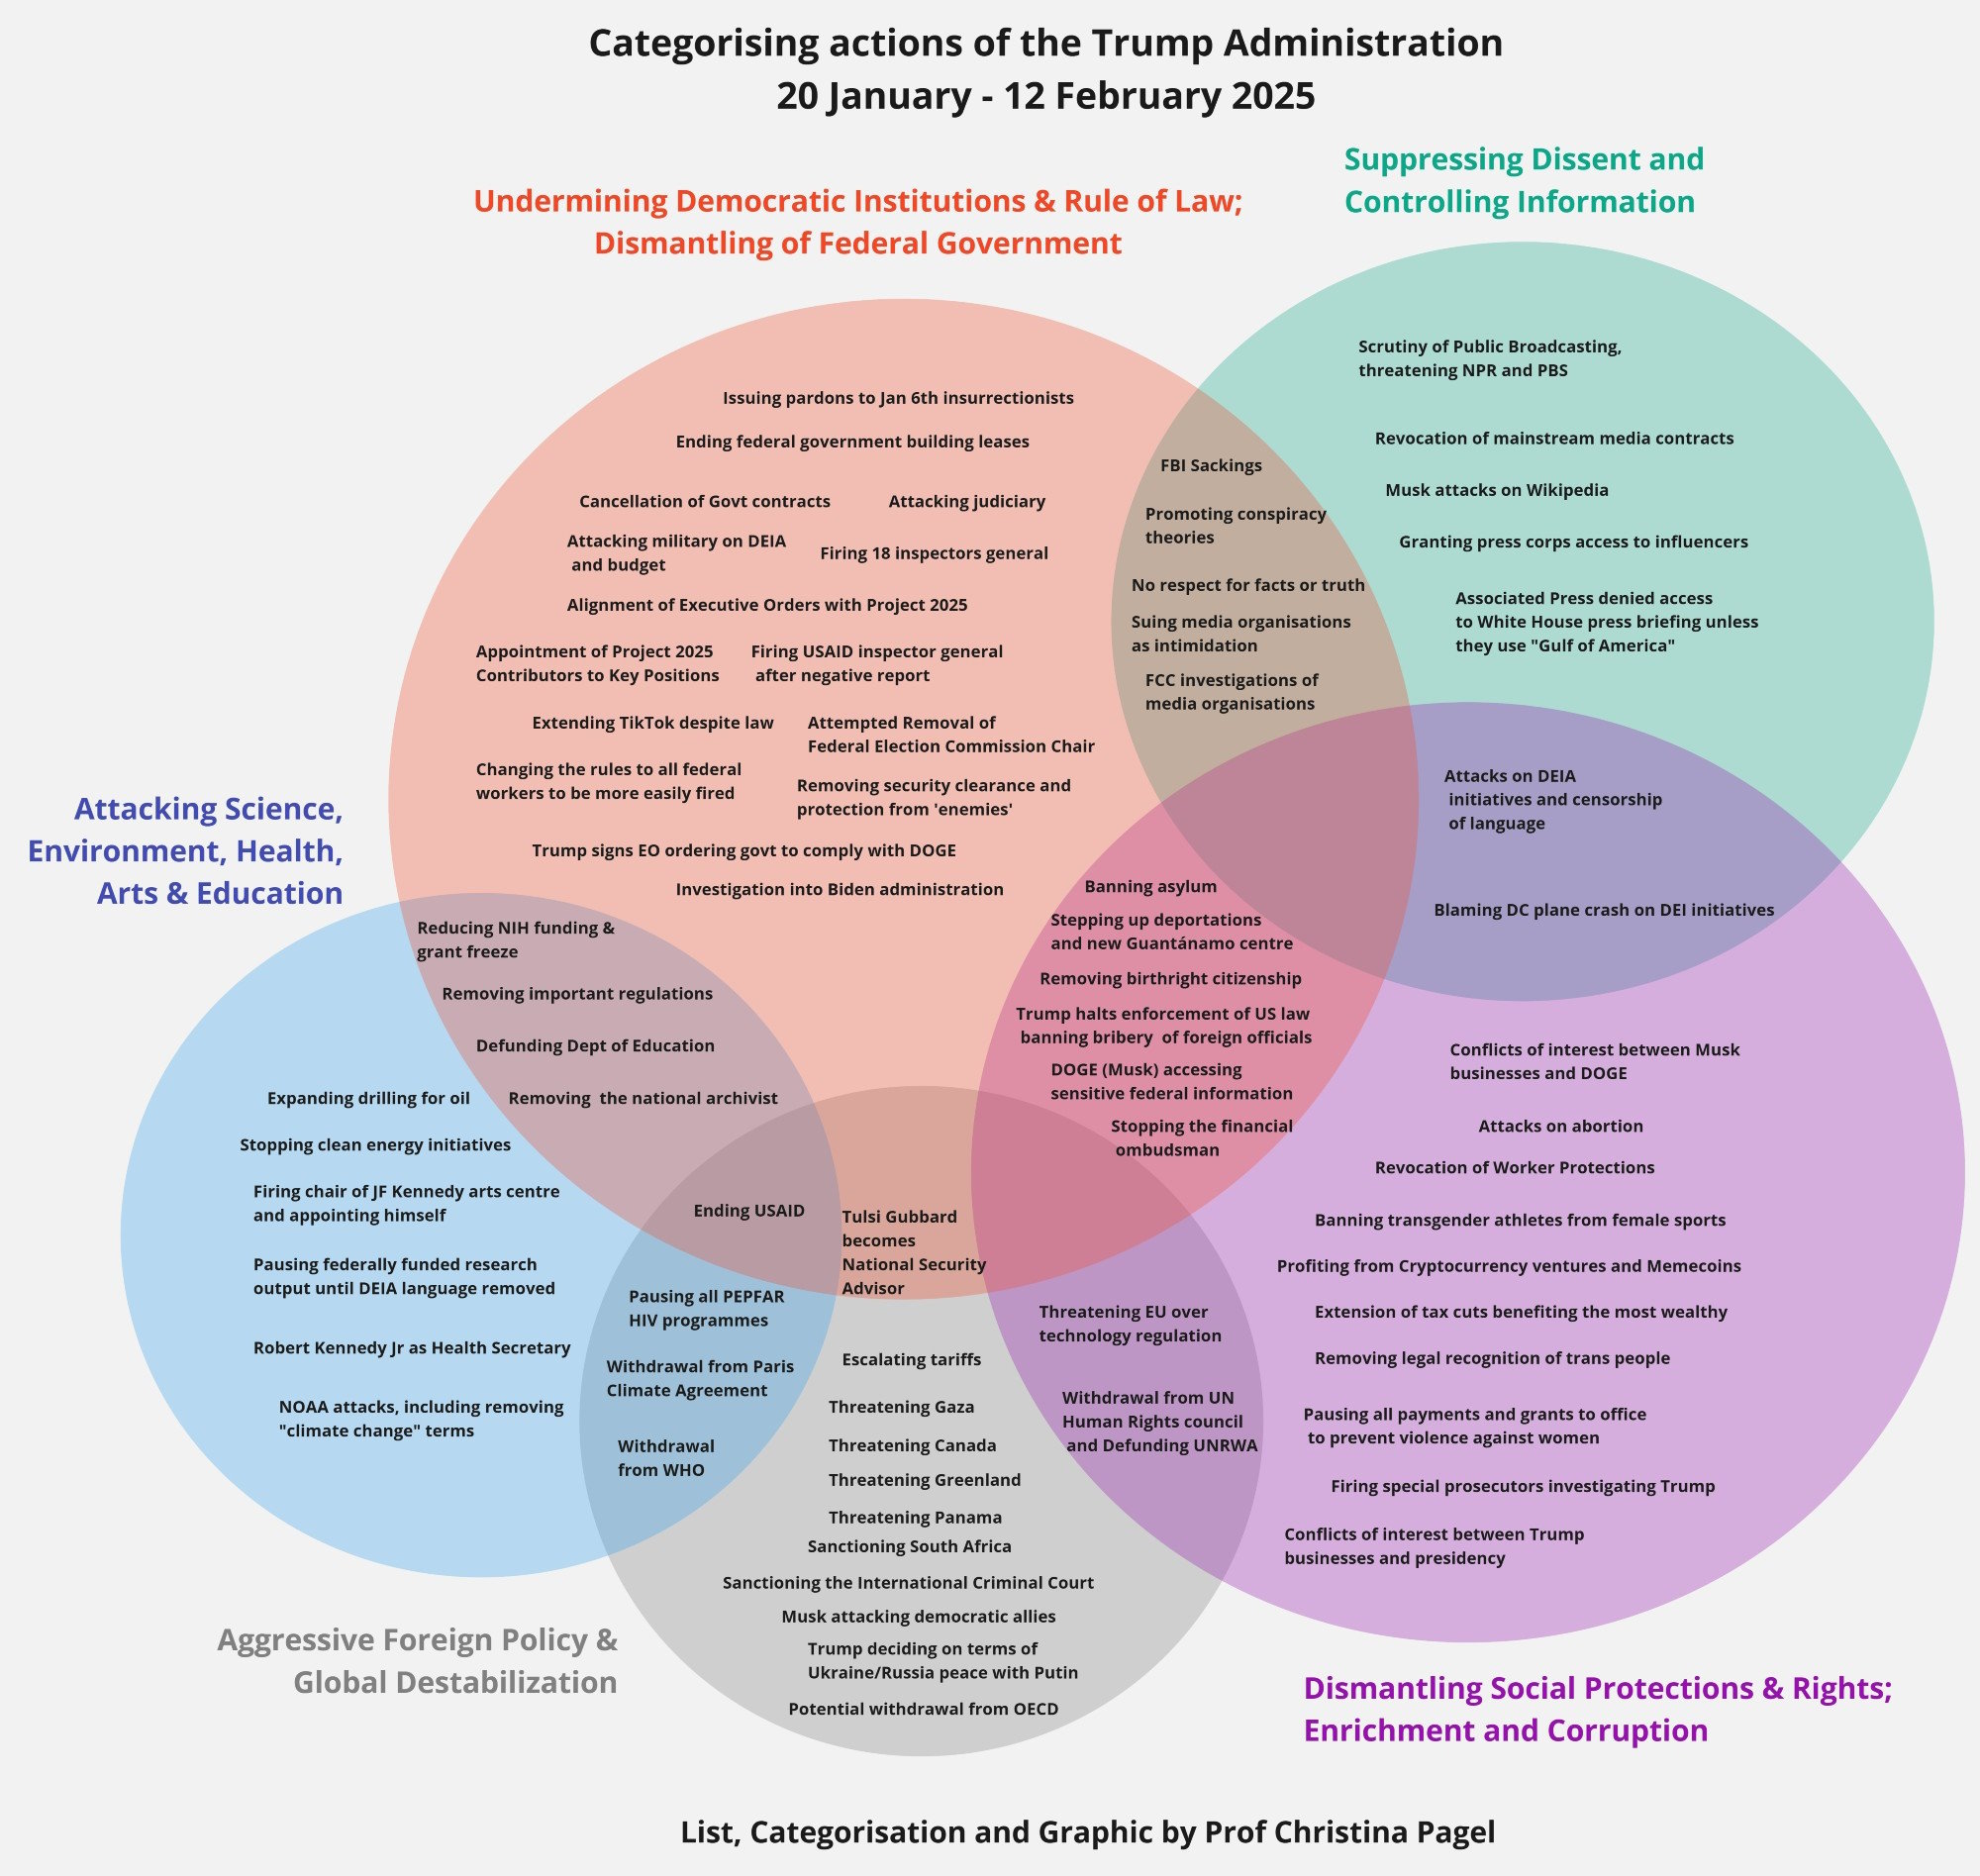 Categorising actions of the Trump Administration
20 January - 12 February 2025
Suppressing Dissent and
Controlling Information
Undermining Democratic Institutions & Rule of Law;
Dismantling of Federal Government
Scrutiny of Public Broadcasting,
threatening NPR and PBS
Revocation of mainstream media contracts
Musk attacks on Wikipedia
Granting press corps access to influencers
Associated Press denied access
to White House press briefing unless
they use "Gulf of America"
Issuing pardons to Jan 6th insurrectionists
Ending federal government building leases
Cancellation of Govt contracts
Attacking judiciary
Attacking military on DEIA
and budget
Firing 18 inspectors general
Alignment of Executive Orders with Project 2025
Appointment of Project 2025
Contributors to Key Positions
Firing USAID inspector general
after negative report
Extending TikTok despite law
Attempted Removal of
Federal Election Commission Chair
Changing the rules to all federal
workers to be more easily fired
Removing security clearance and
protection from 'enemies'
Trump signs EO ordering govt to comply with DOGE
Investigation into Biden administration
FBI Sackings
Promoting conspiracy
theories
No respect for facts or truth
Suing media organisations
as intimidation
FCC investigations of
media organisations
Attacks on DEIA
initiatives and censorship
of language
Blaming DC plane crash on DEI initiatives
Banning asylum
Stepping up deportations
and new Guantánamo centre
Removing birthright citizenship
Trump halts enforcement of US law
banning bribery  of foreign officials
DOGE (Musk) accessing
sensitive federal information
Stopping the financial
ombudsman
Attacking Science,
Environment, Health,
Arts & Education
Reducing NIH funding &
grant freeze
Removing important regulations
Defunding Dept of Education
Removing  the national archivist
Expanding drilling for oil
Stopping clean energy initiatives
Firing chair of JF Kennedy arts centre
and appointing himself
Pausing federally funded research
output until DEIA language removed
Robert Kennedy Jr as Health Secretary
NOAA attacks, including removing
"climate change" terms
Ending USAID
Tulsi Gubbard
becomes
National Security
Advisor
Pausing all PEPFAR
HIV programmes
Withdrawal from Paris
Climate Agreement
Withdrawal
from WHO
Escalating tariffs
Threatening Gaza
Threatening Canada
Threatening Greenland
Threatening Panama
Sanctioning South Africa
Sanctioning the International Criminal Court
Musk attacking democratic allies
Trump deciding on terms of
Ukraine/Russia peace with Putin
Potential withdrawal from OECD
Threatening EU over
technology regulation
Withdrawal from UN
Human Rights council
and Defunding UNRWA
Conflicts of interest between Musk
businesses and DOGE
Attacks on abortion
Revocation of Worker Protections
Banning transgender athletes from female sports
Profiting from Cryptocurrency ventures and Memecoins
Extension of tax cuts benefiting the most wealthy
Removing legal recognition of trans people
Pausing all payments and grants to office
to prevent violence against women
Firing special prosecutors investigating Trump
Conflicts of interest between Trump
businesses and presidency
Aggressive Foreign Policy &
Global Destabilization
Dismantling Social Protections & Rights;
Enrichment and Corruption
List, Categorisation and Graphic by Prof Christina Pagel